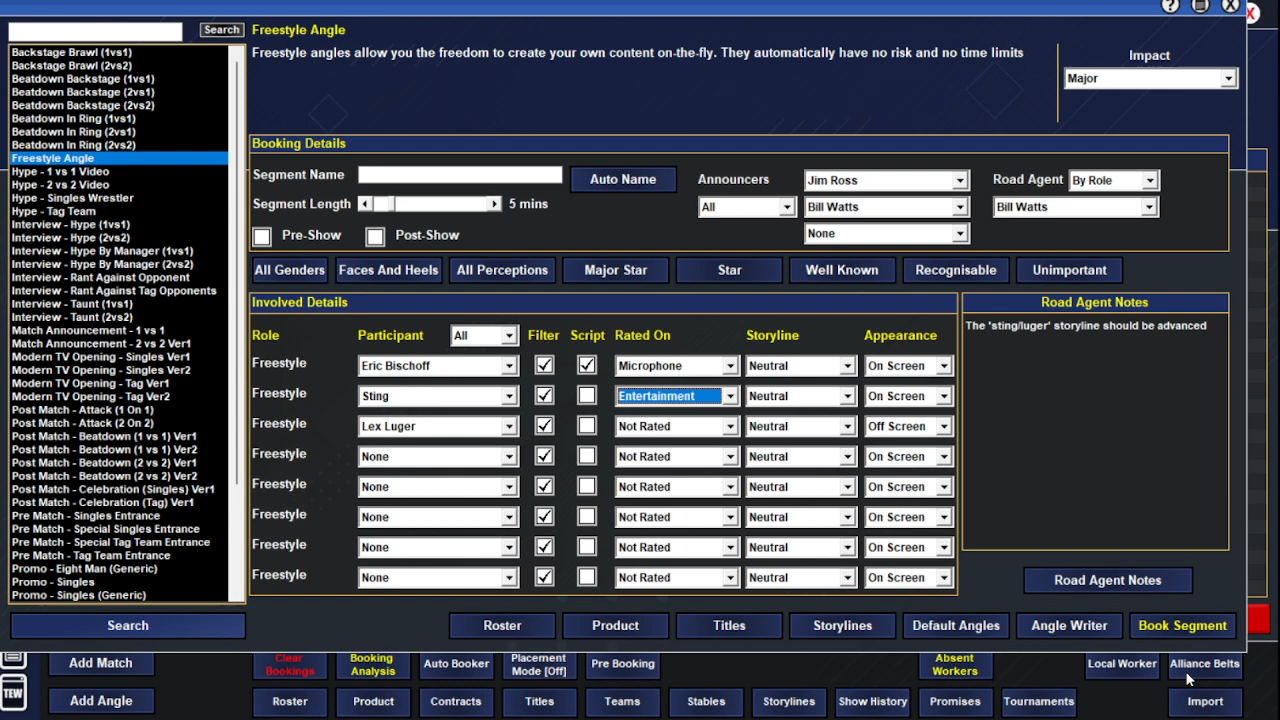 ?
X
X
Search
Freestyle Angle
Freestyle angles allow you the freedom to create your own content on-the-fly. They automatically have no risk and no time limits
Impact
Major
Backstage Brawl (1vs1)
Backstage Brawl (2vs2)
Beatdown Backstage (1vs1)
Beatdown Backstage (2vs1)
Beatdown Backstage (2vs2)
Beatdown In Ring (1vs1)
Beatdown In Ring (2vs1)
Beatdown In Ring (2vs2)
Freestyle Angle
Hype - 1 vs 1 Video
Hype - 2 vs 2 Video
Hype - Singles Wrestler
Hype - Tag Team
Interview - Hype (1vs1)
Interview - Hype (2vs2)
Interview - Hype By Manager (1vs1)
Interview - Hype By Manager (2vs2)
Interview - Rant Against Opponent
Interview - Rant Against Tag Opponents
Interview - Taunt (1vs1)
Interview - Taunt (2vs2)
Match Announcement - 1 vs 1
Match Announcement - 2 vs 2 Ver1
Modern TV Opening - Singles Ver1
Modern TV Opening - Singles Ver2
Modern TV Opening - Tag Ver1
Modern TV Opening - Tag Ver2
Post Match - Attack (1 On 1)
Post Match - Attack (2 On 2)
Post Match - Beatdown (1 vs 1) Ver1
Post Match - Beatdown (1 vs 1) Ver2
Post Match - Beatdown (2 vs 2) Ver1
Post Match - Beatdown (2 vs 2) Ver2
Post Match - Celebration (Singles) Ver1
Post Match - Celebration (Tag) Ver1
Pre Match - Singles Entrance
Pre Match - Special Singles Entrance
Pre Match - Special Tag Team Entrance
Pre Match - Tag Team Entrance
Promo - Eight Man (Generic)
Promo - Singles
Promo - Singles (Generic)
Search
Booking Details
Segment Name Auto Name Announcers Jim Ross Road Agent By Role
Segment Length 5 mins All Bill Watts Bill Watts
Pre-Show Post-Show None
All Genders Faces And Heels All Perceptions Major Star Star Well Known Recognisable Unimportant
Involved Details
Role Participant All Filter Script Rated On Storyline Appearance
Freestyle Eric Bischoff Microphone Neutral On Screen
Freestyle Sting Entertainment Neutral On Screen
Freestyle Lex Luger Not Rated Neutral Off Screen
Freestyle None Not Rated Neutral On Screen
Freestyle None Not Rated Neutral On Screen
Freestyle None Not Rated Neutral On Screen
Freestyle None Not Rated Neutral On Screen
Freestyle None Not Rated Neutral On Screen
Road Agent Notes
The 'sting/luger' storyline should be advanced
Road Agent Notes
Roster Product Titles Storylines Default Angles Angle Writer Book Segment
Add Match Clear Bookings Booking Analysis Auto Booker Placement Mode [Off] Pre Booking Absent Workers Local Worker Alliance Belts
TEW Add Angle Roster Product Contracts Titles Teams Stables Storylines Show History Promises Tournaments Import